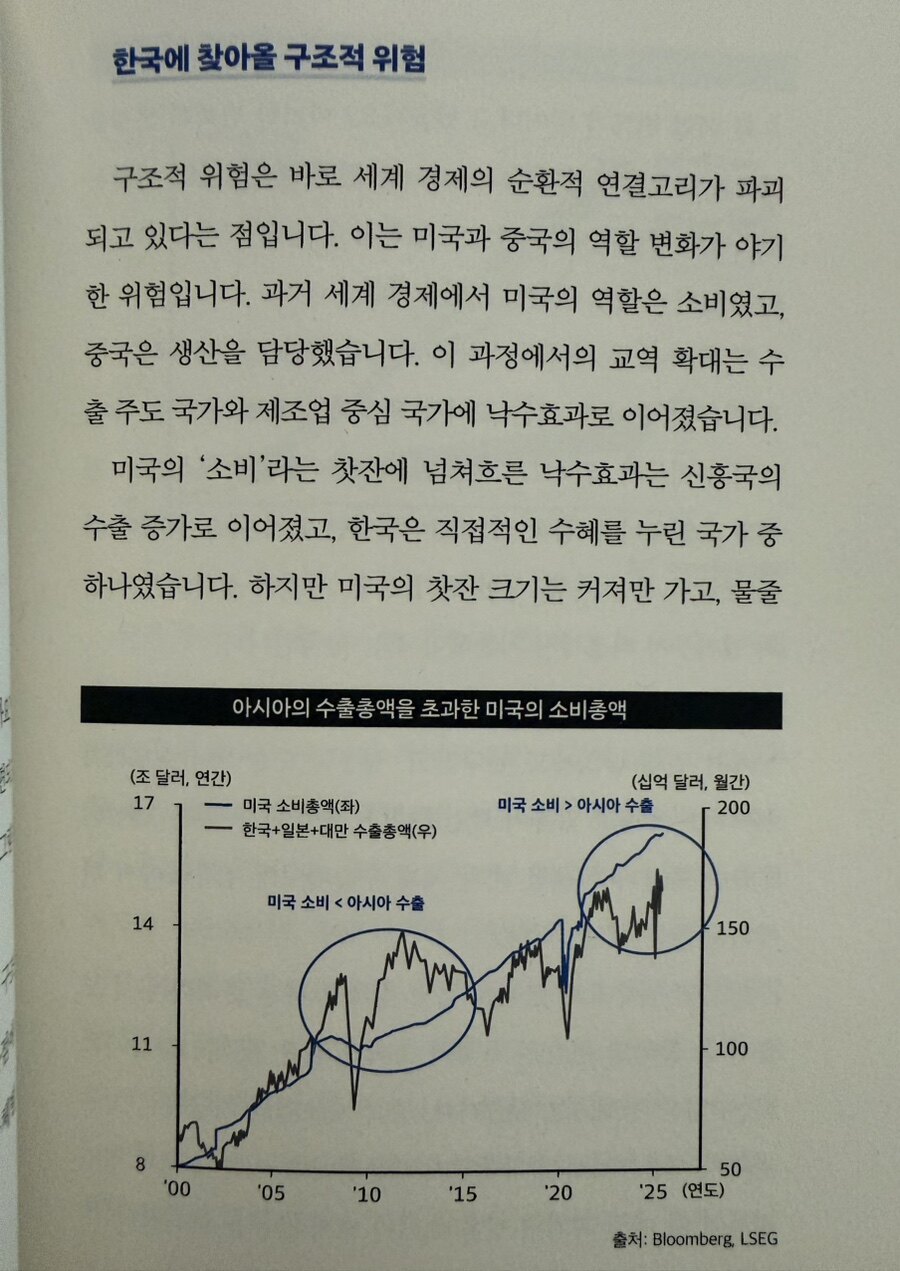 한국에 찾아올 구조적 위험
구조적 위험은 바로 세계 경제의 순환적 연결고리가 파괴
되고 있다는 점입니다. 이는 미국과 중국의 역할 변화가 야기
한 위험입니다. 과거 세계 경제에서 미국의 역할은 소비였고,
중국은 생산을 담당했습니다. 이 과정에서의 교역 확대는 수
출 주도 국가와 제조업 중심 국가에 낙수효과로 이어졌습니다.
미국의 ‘소비’라는 찻잔에 넘쳐흐른 낙수효과는 신흥국의
수출 증가로 이어졌고, 한국은 직접적인 수혜를 누린 국가 중
하나였습니다. 하지만 미국의 찻잔 크기는 커져만 가고, 물줄
아시아의 수출총액을 초과한 미국의 소비총액
(조 달러, 연간)
(십억 달러, 월간)
17
미국 소비총액(좌)
미국 소비 > 아시아 수출
200
한국+일본+대만 수출총액(우)
미국 소비 < 아시아 수출
14
150
11
100
8
50
'00
'05
'10
'15
'20
'25
(연도)
출처: Bloomberg, LSEG